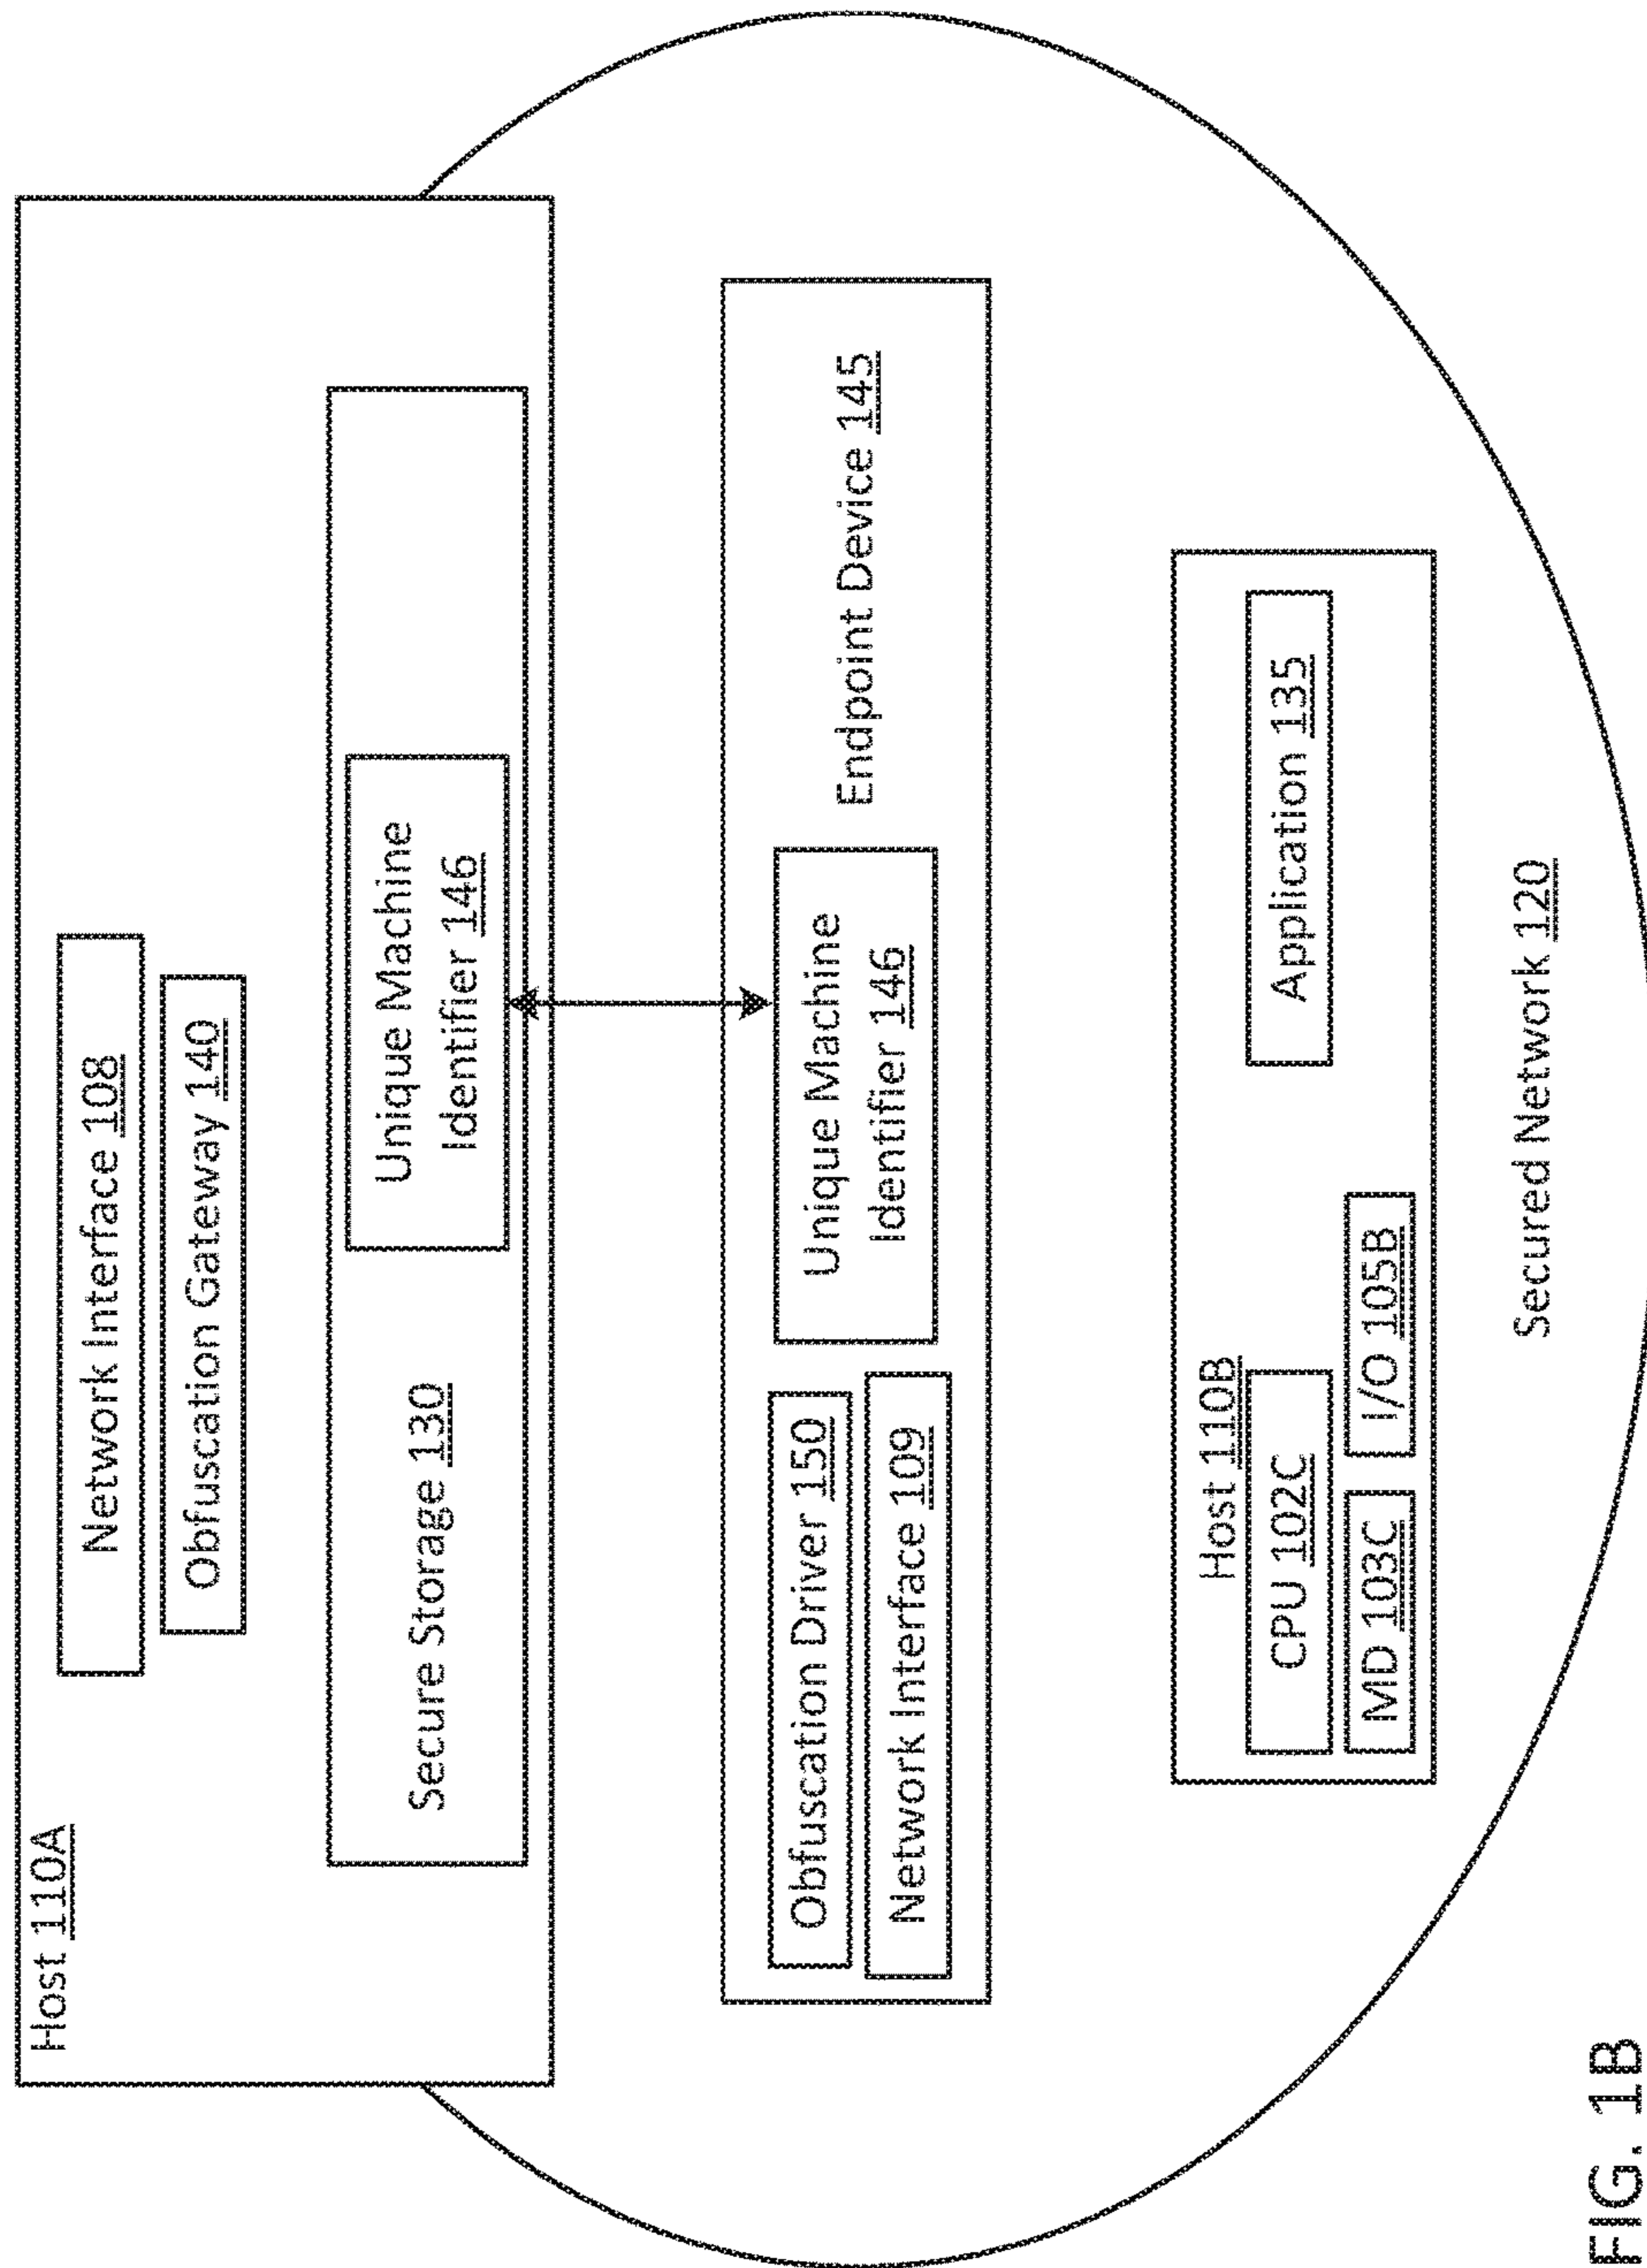 Host 110A
Network Interface 108
Obfuscation Gateway 140
Secure Storage 130
Unique Machine
Identifier 146
Obfuscation Driver 150
Network Interface 109
Unique Machine
Identifier 146
Endpoint Device 145
Host 110B
CPU 102C
MD 103C
I/O 105B
Application 135
Secured Network 120
FIG. 1B